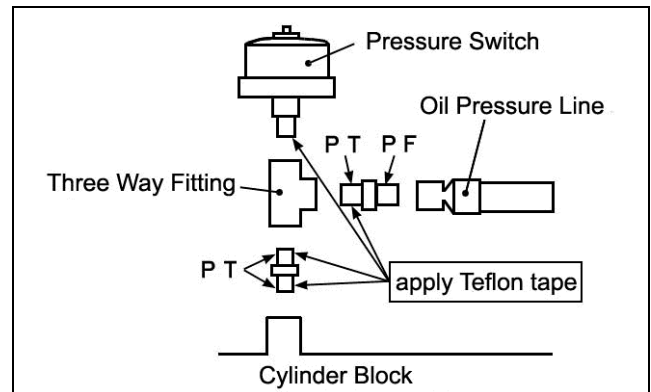 Pressure Switch
Oil Pressure Line
P T P F
Three Way Fitting
P T
apply Teflon tape
Cylinder Block